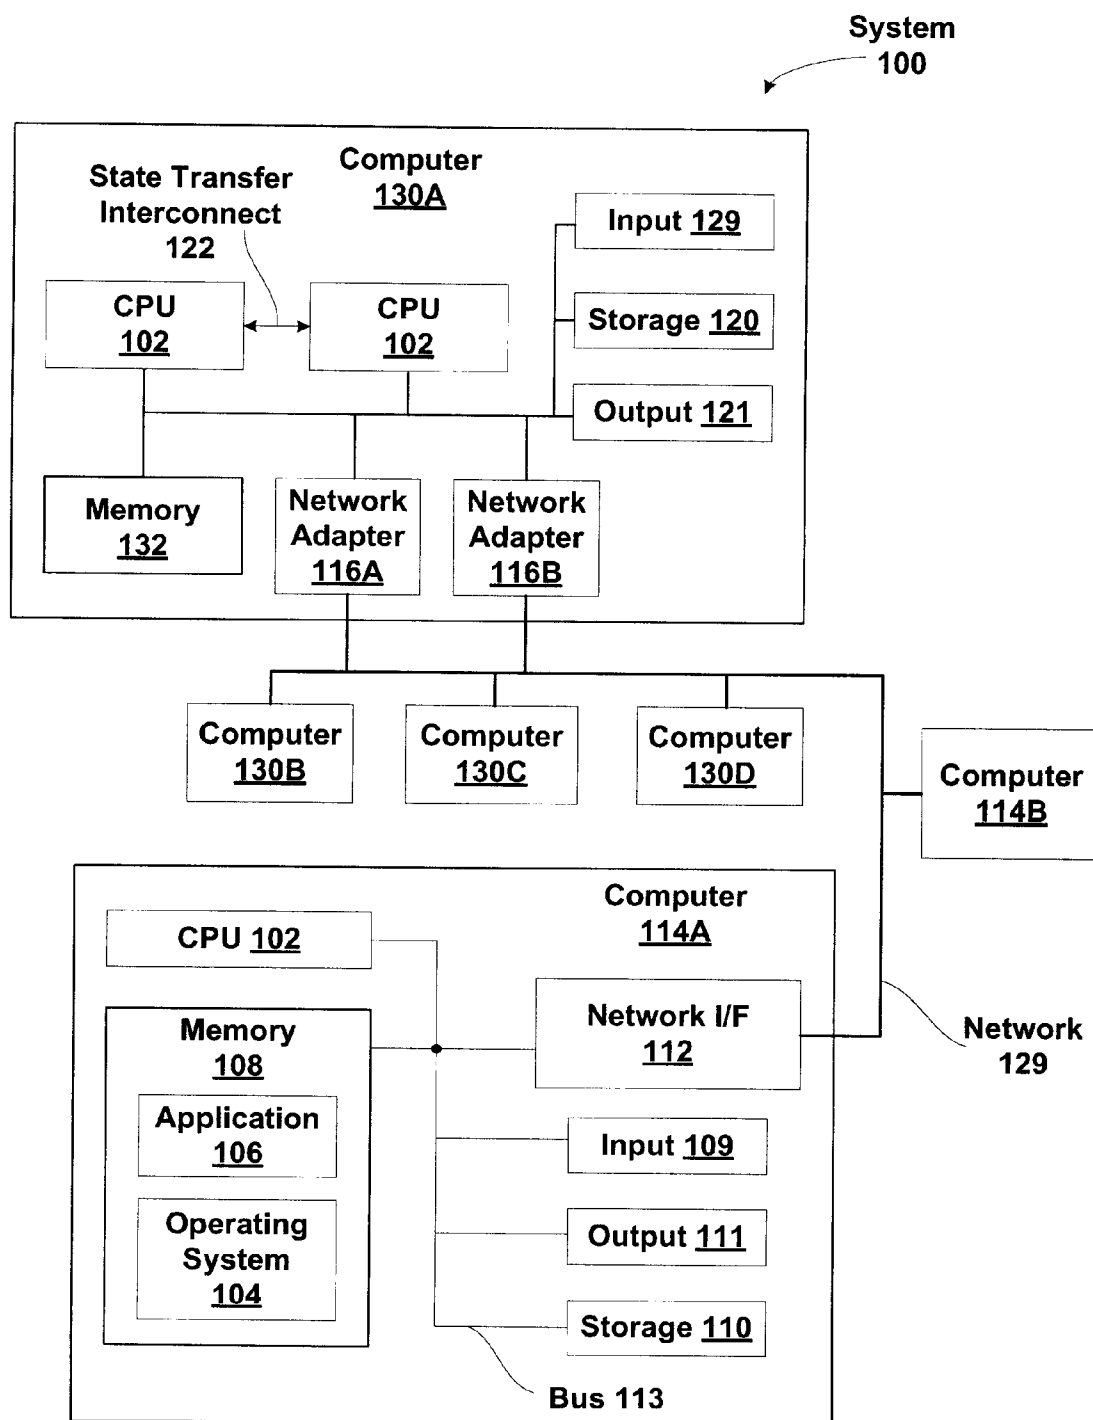 System
100
Computer
130A
State Transfer
Interconnect
122
Input 129
CPU
102
CPU
102
Storage 120
Output 121
Memory
132
Network
Adapter
116A
Network
Adapter
116B
Computer
130B
Computer
130C
Computer
130D
Computer
114B
Computer
114A
CPU 102
Network I/F
112
Memory
108
Network
129
Application
106
Input 109
Operating
System
104
Output 111
Storage 110
Bus 113